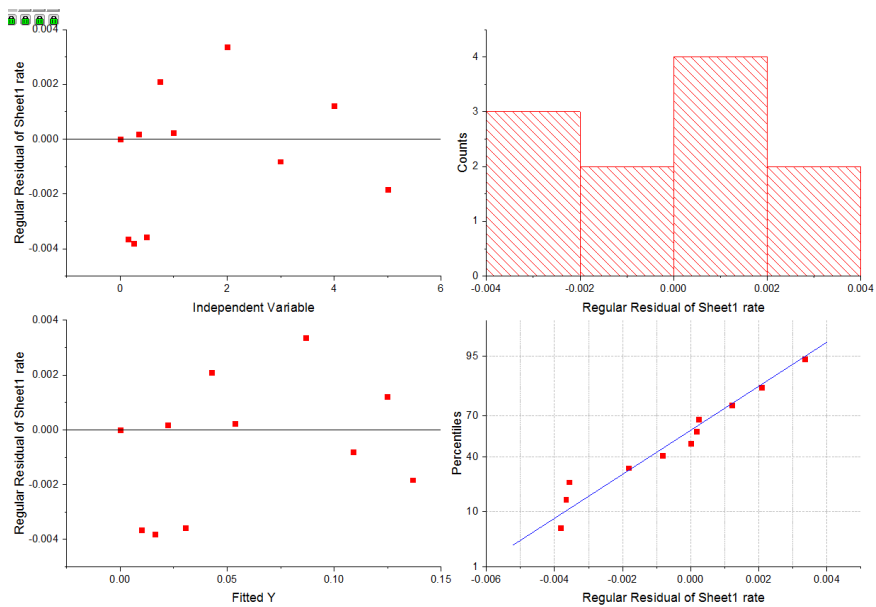 0.004
0.002
0.000
-0.002
-0.004
Regular Residual of Sheet1 rate
0 2 4 6
Independent Variable
4
3
2
1
0
Counts
-0.004 -0.002 0.000 0.002 0.004
Regular Residual of Sheet1 rate
0.004
0.002
0.000
-0.002
-0.004
Regular Residual of Sheet1 rate
0.00 0.05 0.10 0.15
Fitted Y
95
70
40
10
1
Percentiles
-0.006 -0.004 -0.002 0.000 0.002 0.004
Regular Residual of Sheet1 rate